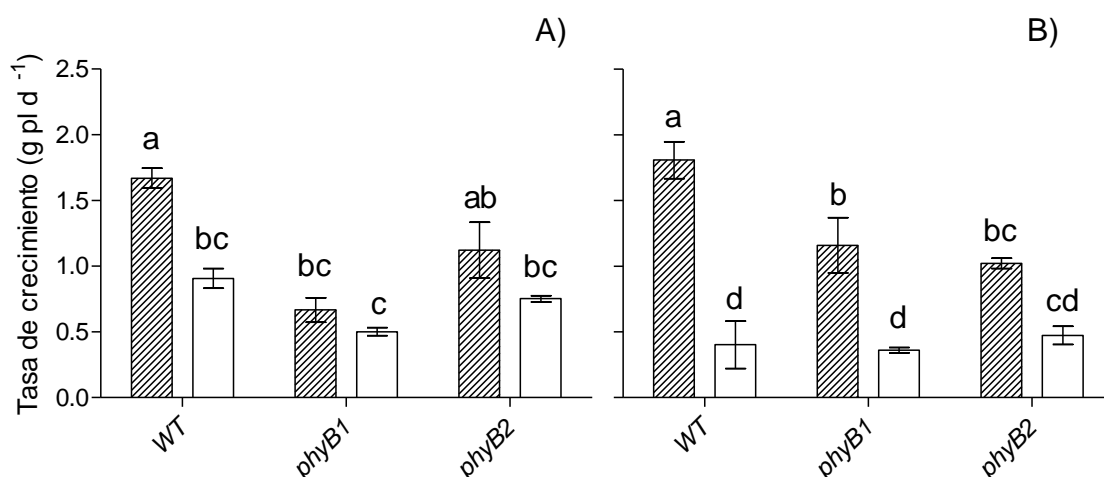 A)
B)
Tasa de crecimiento (g pl d ⁻¹)
2.5
2.0
1.5
1.0
0.5
0.0
a
bc
bc
c
ab
bc
a
d
b
d
bc
cd
WT
phyB1
phyB2
WT
phyB1
phyB2